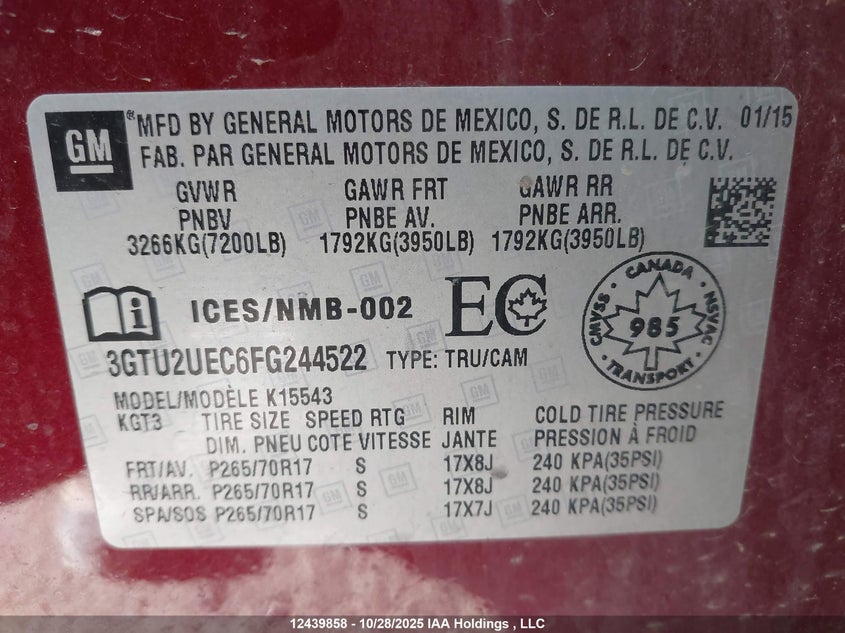 GM
®MFD BY GENERAL MOTORS DE MEXICO, S. DE R.L. DE C.V. 01/15
FAB. PAR GENERAL MOTORS DE MEXICO, S. DE R.L. DE C.V.
GVWR GAWR FRT GAWR RR
PNBV PNBE AV. PNBE ARR.
3266KG(7200LB) 1792KG(3950LB) 1792KG(3950LB)
i ICES/NMB-002 EC
CANADA
CMVSS 985 NSVAC
TRANSPORT
3GTU2UEC6FG244522 TYPE: TRU/CAM
MODEL/MODÈLE K15543
KGT3 TIRE SIZE SPEED RTG RIM COLD TIRE PRESSURE
DIM. PNEU COTE VITESSE JANTE PRESSION À FROID
FRT/AV. P265/70R17 S 17X8J 240 KPA(35PSI)
RR/ARR. P265/70R17 S 17X8J 240 KPA(35PSI)
SPA/SOS P265/70R17 S 17X7J 240 KPA(35PSI)
12439858 - 10/28/2025 IAA Holdings , LLC